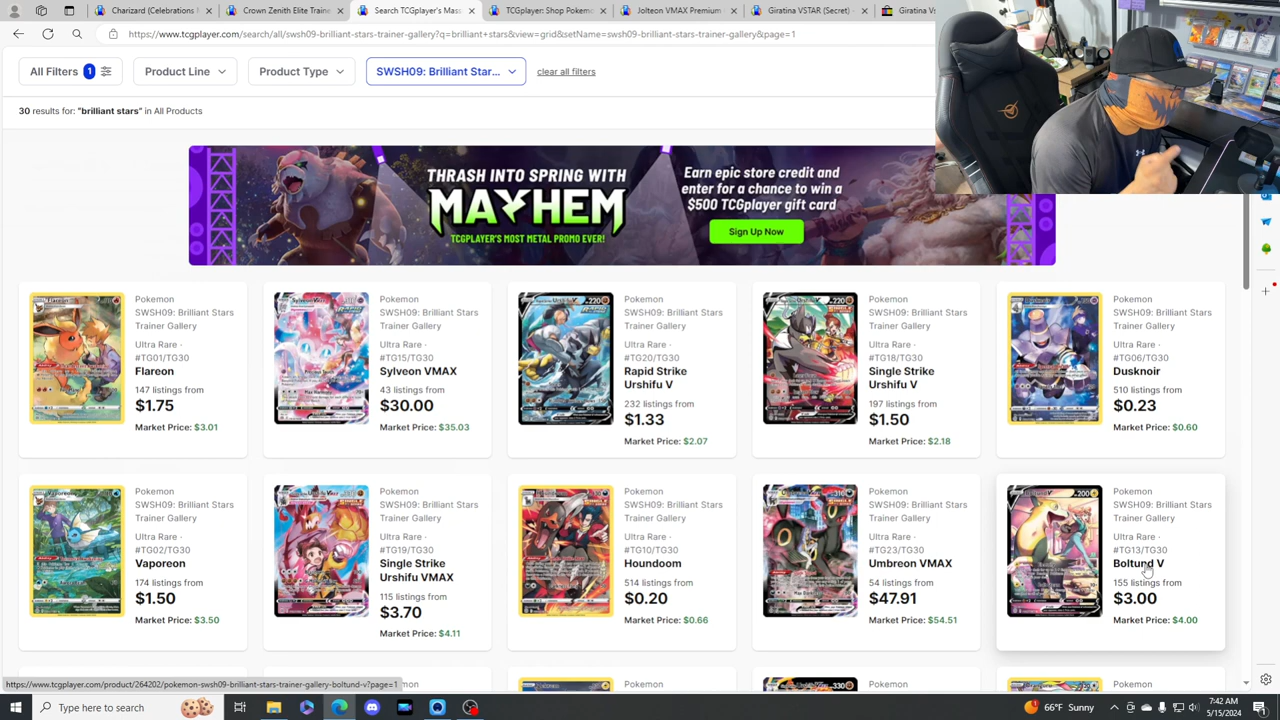 Charizard (Celebrations
Crown Zenith Elite Traine
Search TCGplayer's Mass
TCGplayer: Shop Pokem
Jolteon VMAX Premium
Giratina VSTAR (Secret) -
Giratina Vs
https://www.tcgplayer.com/search/all/swsh09-brilliant-stars-trainer-gallery?q=brilliant+stars&view=grid&setName=swsh09-brilliant-stars-trainer-gallery&page=1
All Filters 1
Product Line
Product Type
SWSH09: Brilliant Star...
clear all filters
30 results for: "brilliant stars" in All Products
THRASH INTO SPRING WITH
MAYHEM
TCGPLAYER'S MOST METAL PROMO EVER!
Earn epic store credit and
enter for a chance to win a
$500 TCGplayer gift card
Sign Up Now
Pokemon
SWSH09: Brilliant Stars
Trainer Gallery
Ultra Rare ·
#TG01/TG30
Flareon
147 listings from
$1.75
Market Price: $3.01
Pokemon
SWSH09: Brilliant Stars
Trainer Gallery
Ultra Rare ·
#TG15/TG30
Sylveon VMAX
43 listings from
$30.00
Market Price: $35.03
Pokemon
SWSH09: Brilliant Stars
Trainer Gallery
Ultra Rare ·
#TG20/TG30
Rapid Strike
Urshifu V
232 listings from
$1.33
Market Price: $2.07
Pokemon
SWSH09: Brilliant Stars
Trainer Gallery
Ultra Rare ·
#TG18/TG30
Single Strike
Urshifu V
197 listings from
$1.50
Market Price: $2.18
Pokemon
SWSH09: Brilliant Stars
Trainer Gallery
Ultra Rare ·
#TG06/TG30
Dusknoir
510 listings from
$0.23
Market Price: $0.60
Pokemon
SWSH09: Brilliant Stars
Trainer Gallery
Ultra Rare ·
#TG02/TG30
Vaporeon
174 listings from
$1.50
Market Price: $3.50
Pokemon
SWSH09: Brilliant Stars
Trainer Gallery
Ultra Rare ·
#TG19/TG30
Single Strike
Urshifu VMAX
115 listings from
$3.70
Market Price: $4.11
Pokemon
SWSH09: Brilliant Stars
Trainer Gallery
Ultra Rare ·
#TG10/TG30
Houndoom
514 listings from
$0.20
Market Price: $0.66
Pokemon
SWSH09: Brilliant Stars
Trainer Gallery
Ultra Rare ·
#TG23/TG30
Umbreon VMAX
54 listings from
$47.91
Market Price: $54.51
Pokemon
SWSH09: Brilliant Stars
Trainer Gallery
Ultra Rare ·
#TG13/TG30
Boltund V
155 listings from
$3.00
Market Price: $4.00
Pokemon
Pokemon
Pokemon
Pokemon
Pokemon
https://www.tcgplayer.com/product/264202/pokemon-swsh09-brilliant-stars-trainer-gallery-boltund-v?page=1
Type here to search
66°F Sunny
7:42 AM
5/15/2024